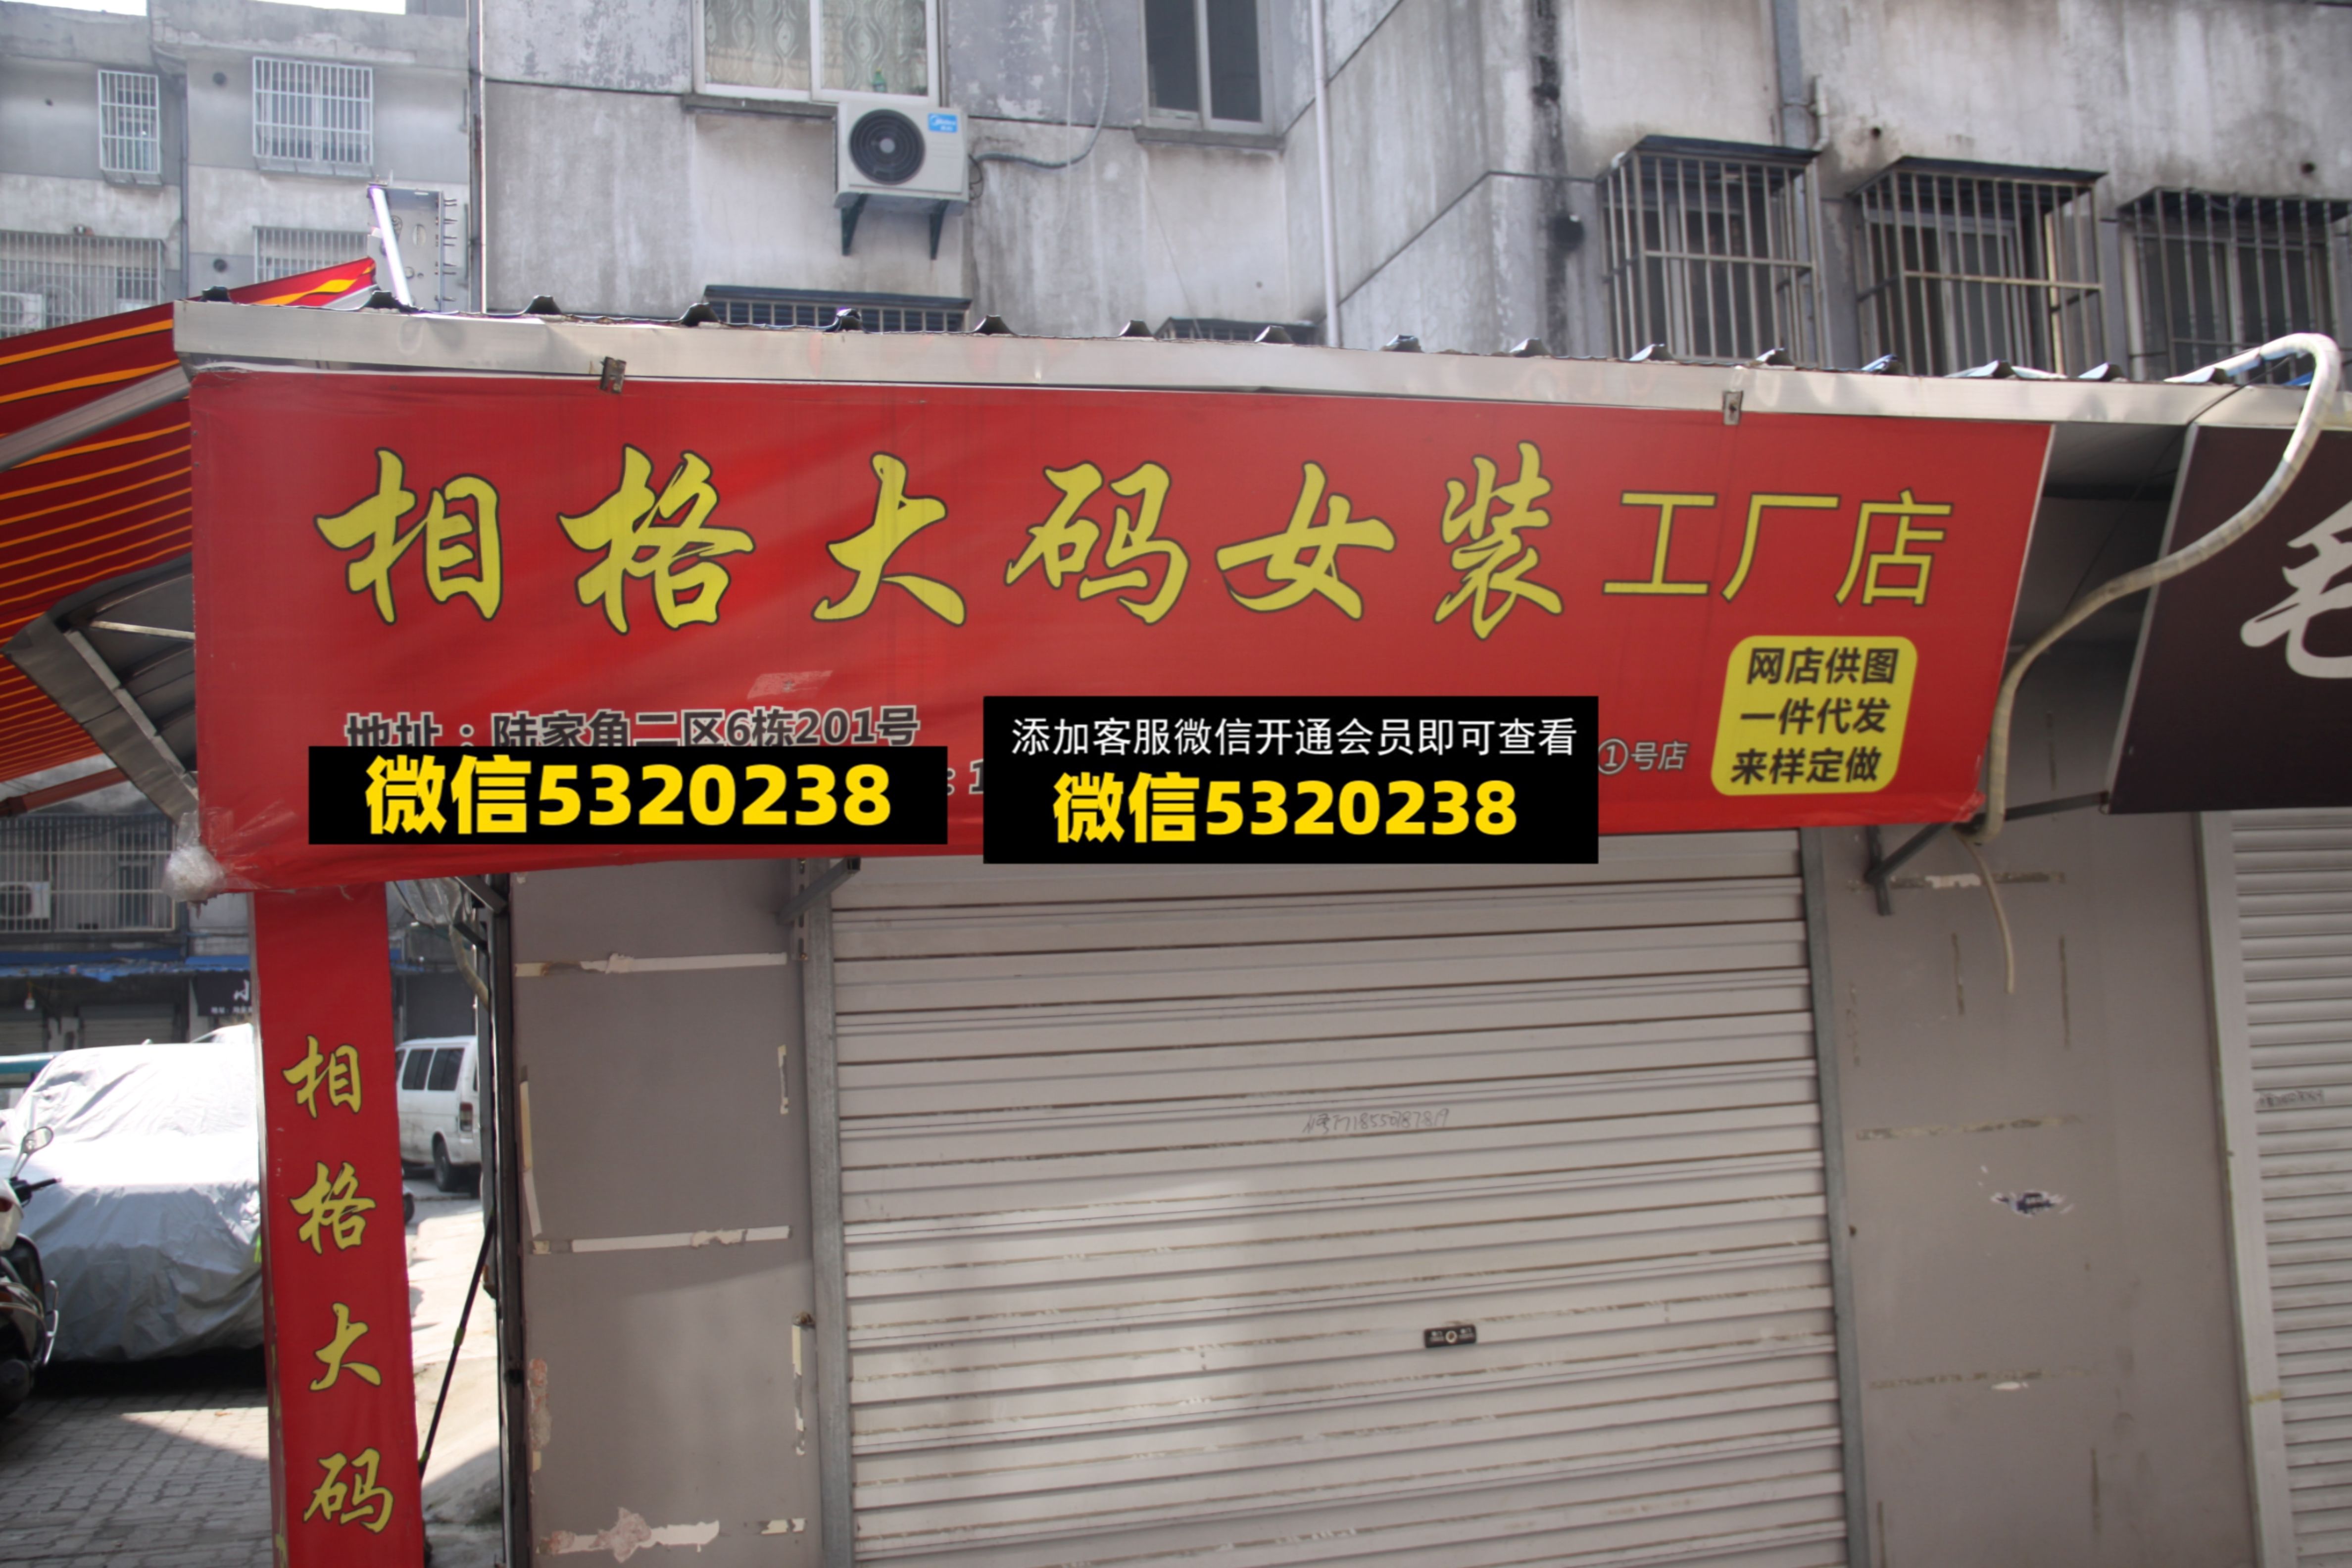 相格大码女装工厂店
网店供图
一件代发
来样定做
地址：陆家角二区6栋201号
添加客服微信开通会员即可查看
微信5320238
微信5320238
①号店
相
格
大
码
毛
Midea